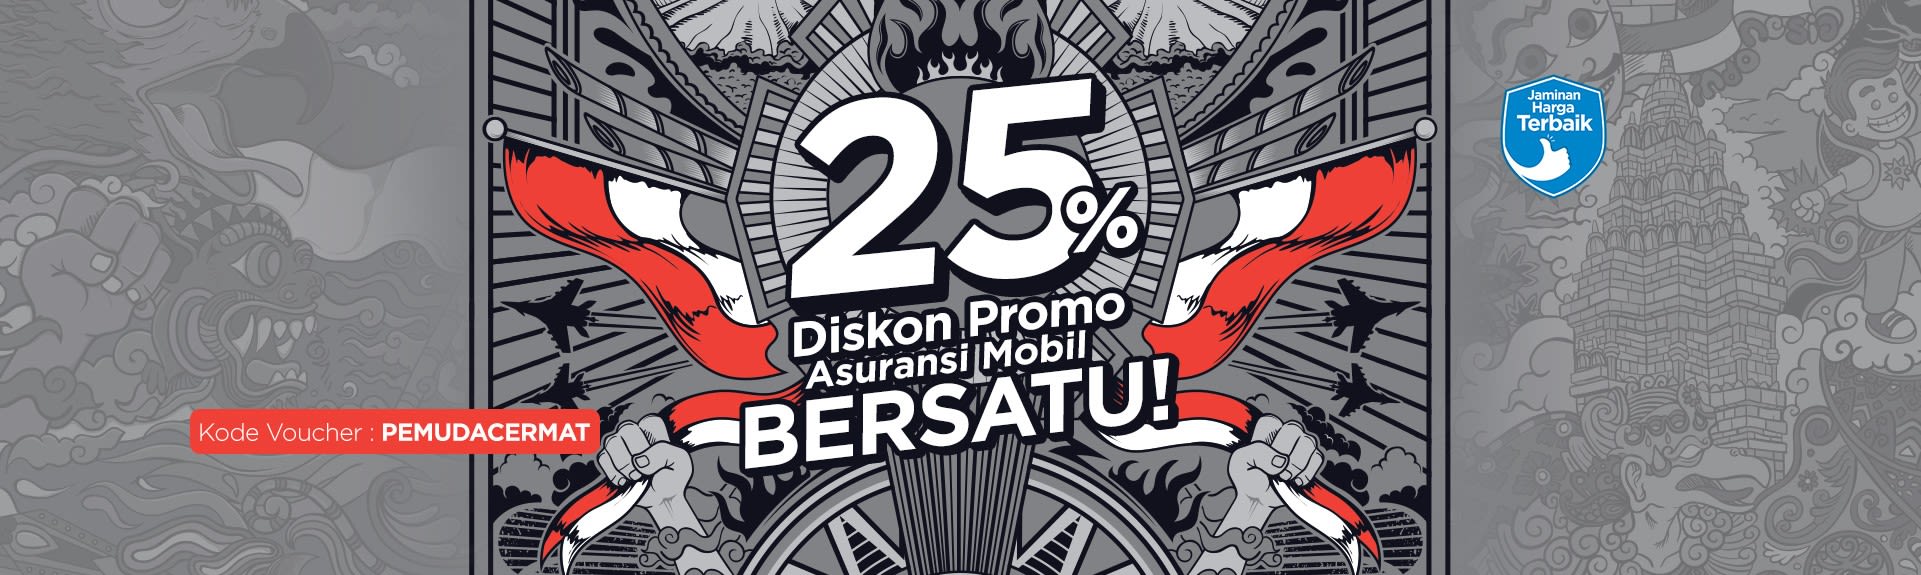 25%
Diskon Promo
Asuransi Mobil
BERSATU!
Kode Voucher : PEMUDACERMAT
Jaminan
Harga
Terbaik